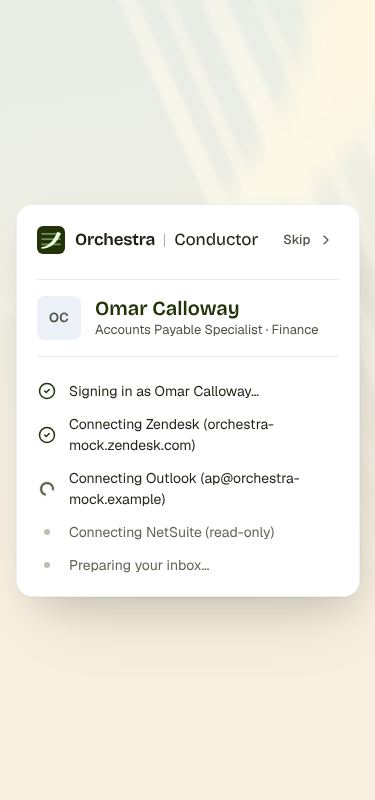 Orchestra | Conductor
Skip
OC
Omar Calloway
Accounts Payable Specialist · Finance
Signing in as Omar Calloway...
Connecting Zendesk (orchestra-
mock.zendesk.com)
Connecting Outlook (ap@orchestra-
mock.example)
Connecting NetSuite (read-only)
Preparing your inbox...